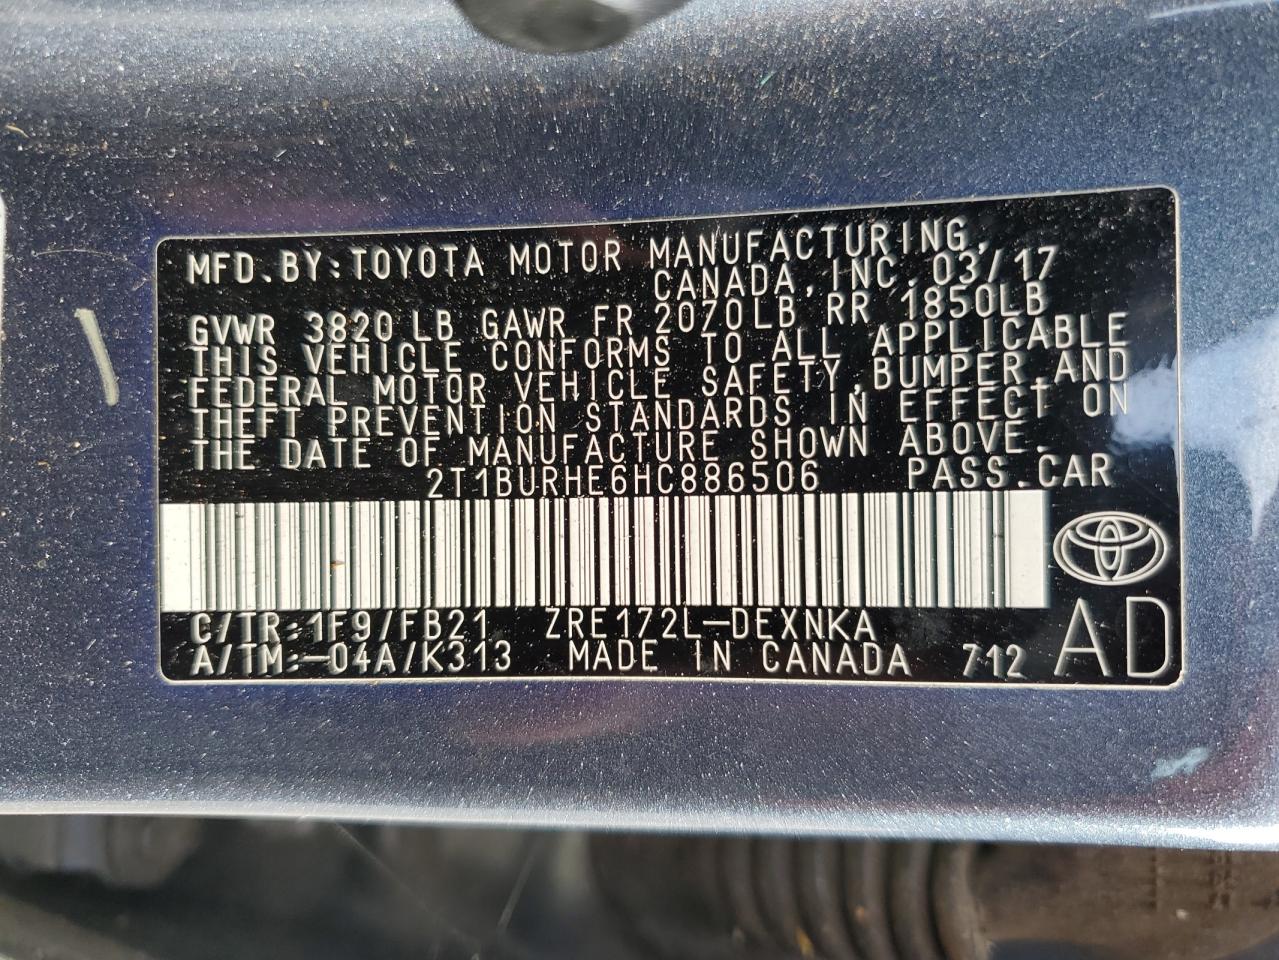 MFD.BY:TOYOTA MOTOR MANUFACTURING,
CANADA,INC.03/17
GVWR 3820 LB GAWR FR 2070LB RR 1850LB
THIS VEHICLE CONFORMS TO ALL APPLICABLE
FEDERAL MOTOR VEHICLE SAFETY,BUMPER,AND
THEFT PREVENTION STANDARDS IN EFFECT ON
THE DATE OF MANUFACTURE SHOWN ABOVE.
2T1BURHE6HC886506 PASS.CAR
C/TR:1F9/FB21 ZRE172L-DEXNKA
A/TM:-04A/K313 MADE IN CANADA 712 AD